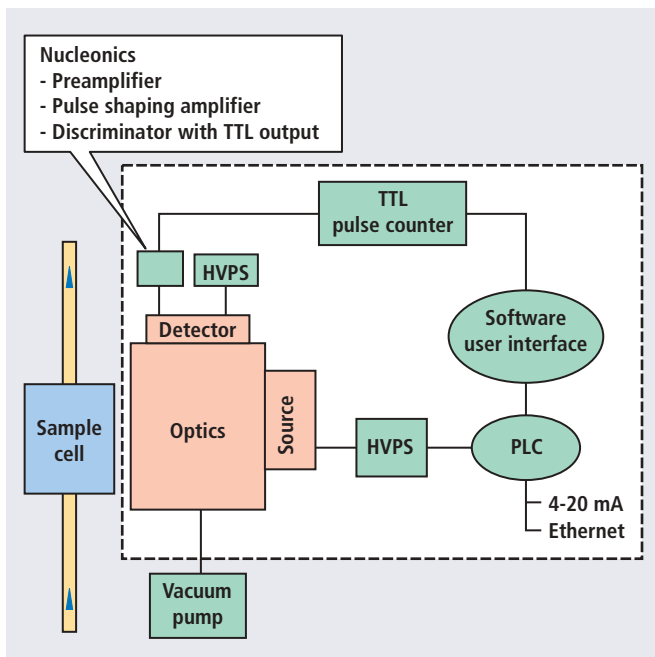 Nucleonics
- Preamplifier
- Pulse shaping amplifier
- Discriminator with TTL output
TTL
pulse counter
HVPS
Detector
Software
user interface
Sample
cell
Optics
Source
HVPS
PLC
4-20 mA
Ethernet
Vacuum
pump